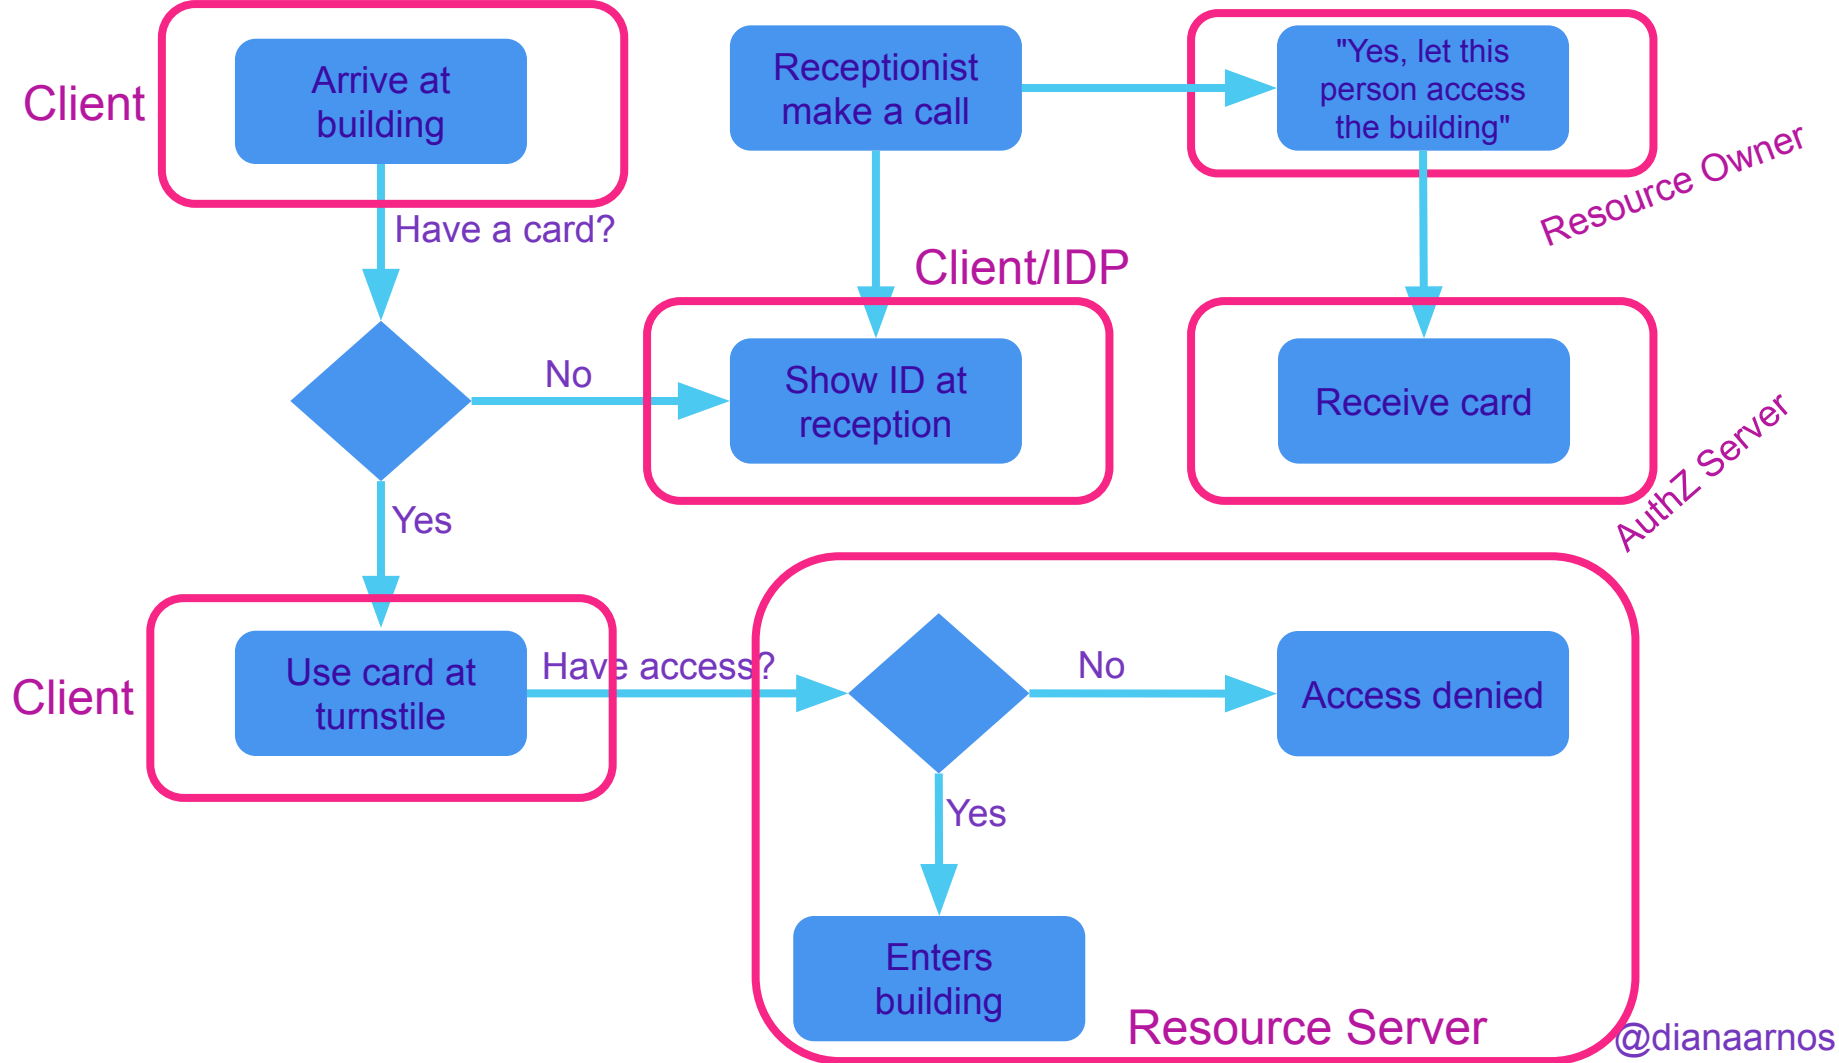 Client
Arrive at
building
Receptionist
make a call
"Yes, let this
person access
the building"
Resource Owner
Have a card?
Client/IDP
No
Show ID at
reception
Receive card
AuthZ Server
Yes
Client
Use card at
turnstile
Have access?
No
Access denied
Yes
Enters
building
Resource Server
@dianaarnos